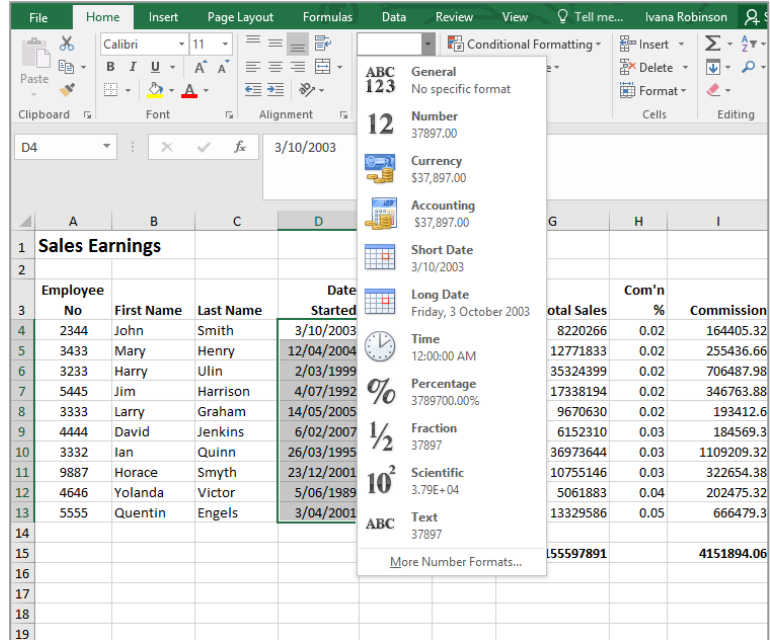 File Home Insert Page Layout Formulas Data Review View Tell me... Ivana Robinson
Calibri 11 Conditional Formatting Insert
Paste B I U A A Delete
A Format
Clipboard Font Alignment Cells Editing
D4 fx 3/10/2003
ABC 123 General
No specific format
12 Number
37897.00
Currency
$37,897.00
Accounting
$37,897.00
Short Date
3/10/2003
Long Date
Friday, 3 October 2003
Time
12:00:00 AM
% Percentage
3789700.00%
1/2 Fraction
37897
10² Scientific
3.79E+04
ABC Text
37897
More Number Formats...
A B C D G H I
1 Sales Earnings
2
3 Employee No First Name Last Name Date Started Com'n % Commission
4 2344 John Smith 3/10/2003 8220266 0.02 164405.32
5 3433 Mary Henry 12/04/2004 12771833 0.02 255436.66
6 3233 Harry Ulin 2/03/1999 35324399 0.02 706487.98
7 5445 Jim Harrison 4/07/1992 17338194 0.02 346763.88
8 3333 Larry Graham 14/05/2005 9670630 0.02 193412.6
9 4444 David Jenkins 6/02/2007 6152310 0.03 184569.3
10 3332 Ian Quinn 26/03/1995 36973644 0.03 1109209.32
11 9887 Horace Smyth 23/12/2001 10755146 0.03 322654.38
12 4646 Yolanda Victor 5/06/1989 5061883 0.04 202475.32
13 5555 Quentin Engels 3/04/2001 13329586 0.05 666479.3
14
15 155597891 4151894.06
16
17
18
19